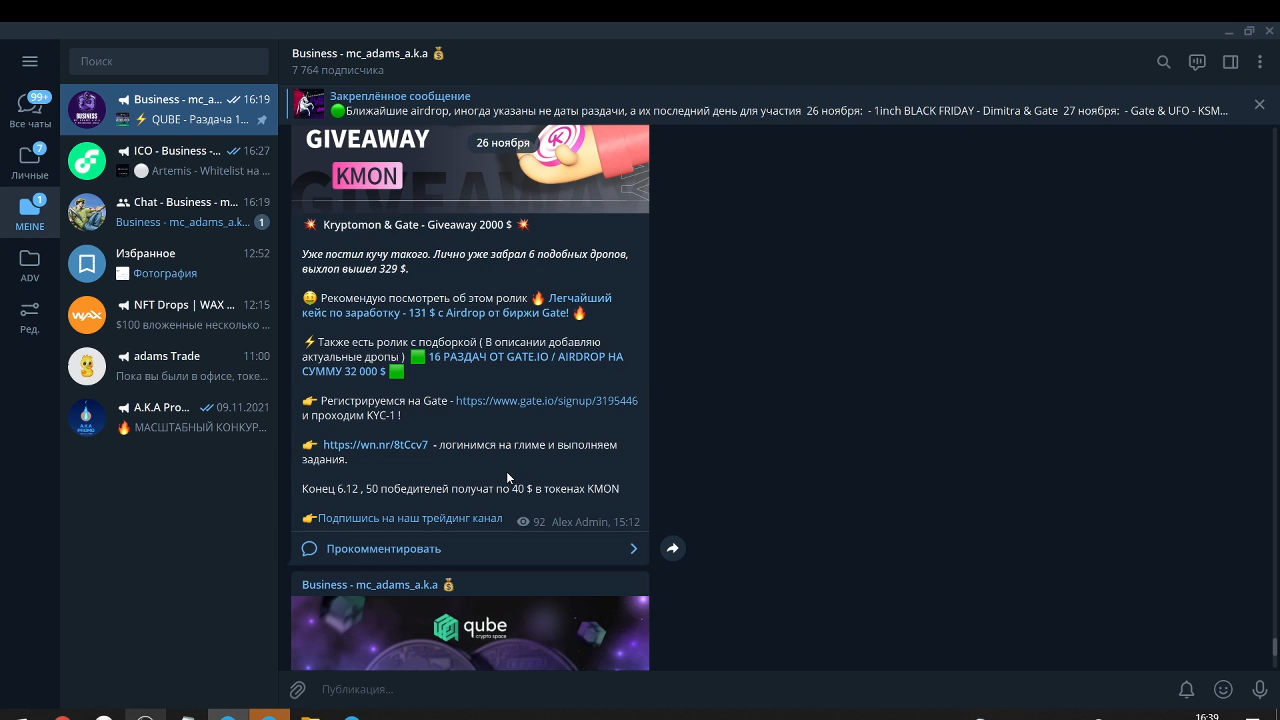 Business - mc_adams_a.k.a 💰
7 764 подписчика
Поиск
99+
Все чаты
7
Личные
1
MEINE
ADV
Ред.
Business - mc_a... 16:19
⚡ QUBE - Раздача 1...
ICO - Business -... 16:27
Artemis - Whitelist на ...
Chat - Business - m... 16:19
Business - mc_adams_a.k... 1
Избранное 12:52
Фотография
NFT Drops | WAX ... 12:15
$100 вложенные несколько ...
adams Trade 11:00
Пока вы были в офисе, токе...
A.K.A Pro... 09.11.2021
🔥 МАСШТАБНЫЙ КОНКУР...
Закреплённое сообщение
🟢Ближайшие airdrop, иногда указаны не даты раздачи, а их последний день для участия 26 ноября: - 1inch BLACK FRIDAY - Dimitra & Gate 27 ноября: - Gate & UFO - KSM...
GIVEAWAY
26 ноября
KMON
💥 Kryptomon & Gate - Giveaway 2000 $ 💥
Уже постил кучу такого. Лично уже забрал 6 подобных дропов,
выхлоп вышел 329 $.
🤑 Рекомендую посмотреть об этом ролик 🔥 Легчайший
кейс по заработку - 131 $ с Airdrop от биржи Gate! 🔥
⚡Также есть ролик с подборкой ( В описании добавляю
актуальные дропы ) 🟩 16 РАЗДАЧ ОТ GATE.IO / AIRDROP НА
СУММУ 32 000 $ 🟩
👉 Регистрируемся на Gate - https://www.gate.io/signup/3195446
и проходим KYC-1 !
👉 https://wn.nr/8tCcv7 - логинимся на глиме и выполняем
задания.
Конец 6.12 , 50 победителей получат по 40 $ в токенах KMON
👉Подпишись на наш трейдинг канал 92 Alex Admin, 15:12
Прокомментировать
Business - mc_adams_a.k.a 💰
qube
crypto space
Публикация...
16:39